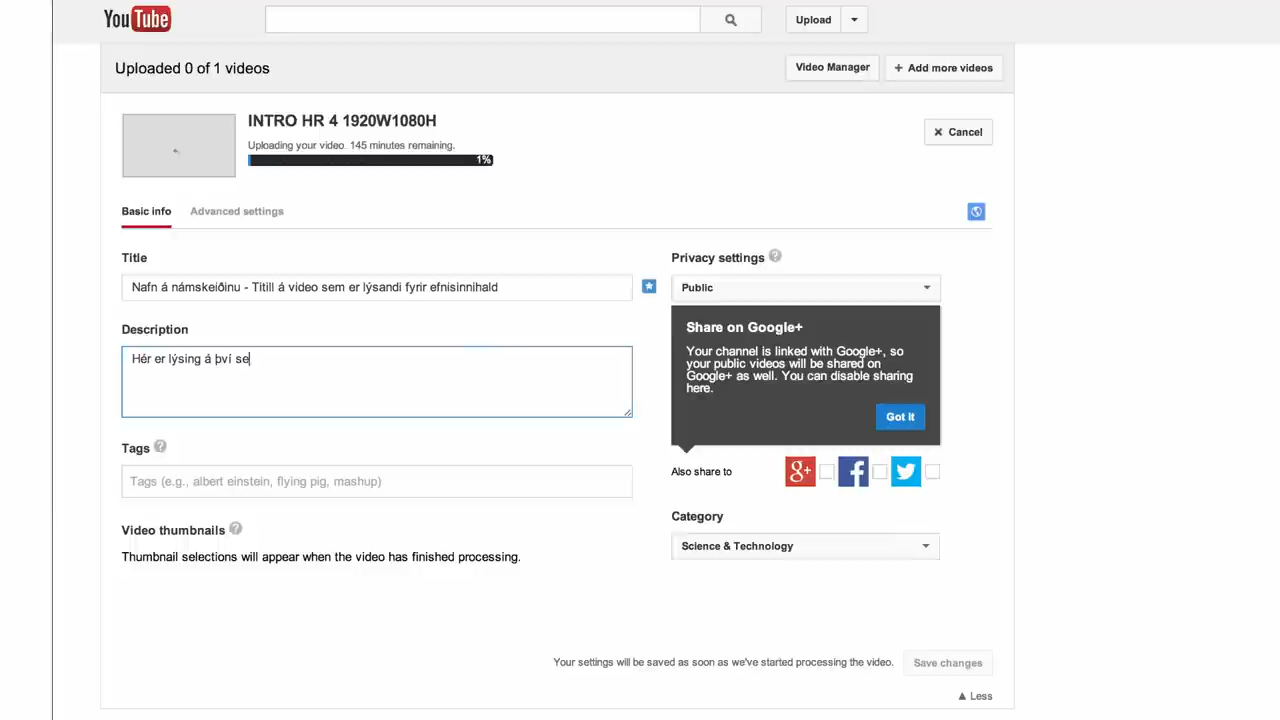 YouTube
Upload
Uploaded 0 of 1 videos
Video Manager
+ Add more videos
INTRO HR 4 1920W1080H
Uploading your video. 145 minutes remaining.
1%
Cancel
Basic info
Advanced settings
Title
Nafn á námskeiðinu - Titill á video sem er lýsandi fyrir efnisinnihald
Description
Hér er lýsing á því se
Tags ?
Tags (e.g., albert einstein, flying pig, mashup)
Video thumbnails ?
Thumbnail selections will appear when the video has finished processing.
Privacy settings ?
Public
Share on Google+
Your channel is linked with Google+, so
your public videos will be shared on
Google+ as well. You can disable sharing
here.
Got it
Also share to
g+
f
Category
Science & Technology
Your settings will be saved as soon as we've started processing the video.
Save changes
Less